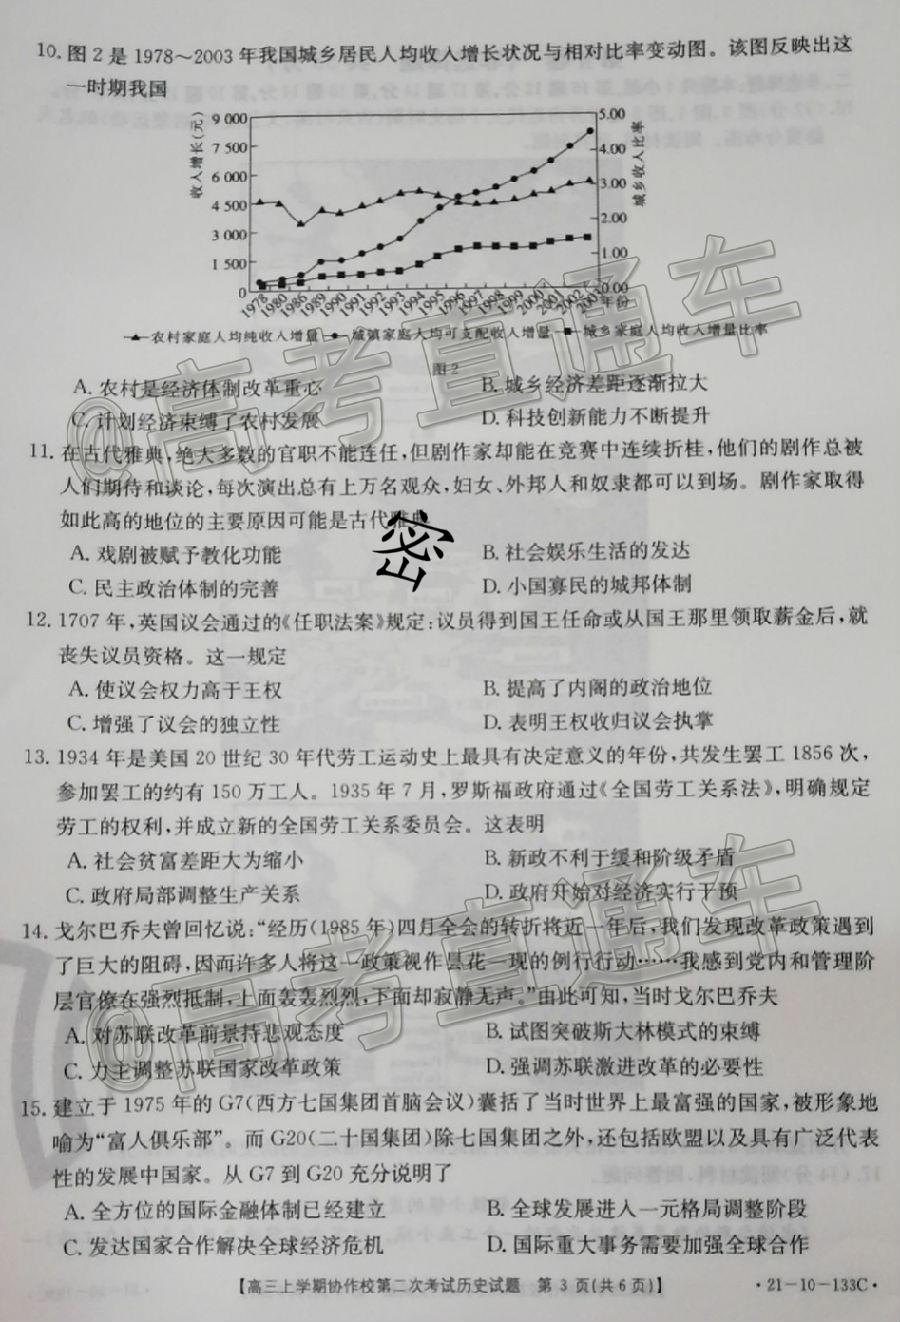 10. 图 2 是 1978～2003 年我国城乡居民人均收入增长状况与相对比率变动图。该图反映出这
一时期我国
收入增长(元)
9 000
7 500
6 000
4 500
3 000
1 500
0
5.00
4.00
3.00
2.00
1.00
0.00
城乡收入比率
1978 1980 1986 1989 1990 1991 1992 1993 1994 1995 1996 1997 1998 1999 2000 2001 2002 2003 年份
农村家庭人均纯收入增量 城镇家庭人均可支配收入增量 城乡家庭人均收入增量比率
图 2
A. 农村是经济体制改革重心 B. 城乡经济差距逐渐拉大
C. 计划经济束缚了农村发展 D. 科技创新能力不断提升
11. 在古代雅典,绝大多数的官职不能连任,但剧作家却能在竞赛中连续折桂,他们的剧作总被
人们期待和谈论,每次演出总有上万名观众,妇女、外邦人和奴隶都可以到场。剧作家取得
如此高的地位的主要原因可能是古代雅典
密
A. 戏剧被赋予教化功能 B. 社会娱乐生活的发达
C. 民主政治体制的完善 D. 小国寡民的城邦体制
12. 1707 年,英国议会通过的《任职法案》规定:议员得到国王任命或从国王那里领取薪金后,就
丧失议员资格。这一规定
A. 使议会权力高于王权 B. 提高了内阁的政治地位
C. 增强了议会的独立性 D. 表明王权收归议会执掌
13. 1934 年是美国 20 世纪 30 年代劳工运动史上最具有决定意义的年份,共发生罢工 1856 次,
参加罢工的约有 150 万工人。1935 年 7 月,罗斯福政府通过《全国劳工关系法》,明确规定
劳工的权利,并成立新的全国劳工关系委员会。这表明
A. 社会贫富差距大为缩小 B. 新政不利于缓和阶级矛盾
C. 政府局部调整生产关系 D. 政府开始对经济实行干预
14. 戈尔巴乔夫曾回忆说:“经历(1985 年)四月全会的转折将近一年后,我们发现改革政策遇到
了巨大的阻碍,因而许多人将这一政策视作昙花一现的例行行动……我感到党内和管理阶
层官僚在强烈抵制,上面轰轰烈烈,下面却寂静无声。”由此可知,当时戈尔巴乔夫
A. 对苏联改革前景持悲观态度 B. 试图突破斯大林模式的束缚
C. 力主调整苏联国家改革政策 D. 强调苏联激进改革的必要性
15. 建立于 1975 年的 G7(西方七国集团首脑会议)囊括了当时世界上最富强的国家,被形象地
喻为“富人俱乐部”。而 G20(二十国集团)除七国集团之外,还包括欧盟以及具有广泛代表
性的发展中国家。从 G7 到 G20 充分说明了
A. 全方位的国际金融体制已经建立 B. 全球发展进入一元格局调整阶段
C. 发达国家合作解决全球经济危机 D. 国际重大事务需要加强全球合作
【高三上学期协作校第二次考试历史试题 第 3 页(共 6 页)】 ·21-10-133C·
@高考直通车
@高考直通车